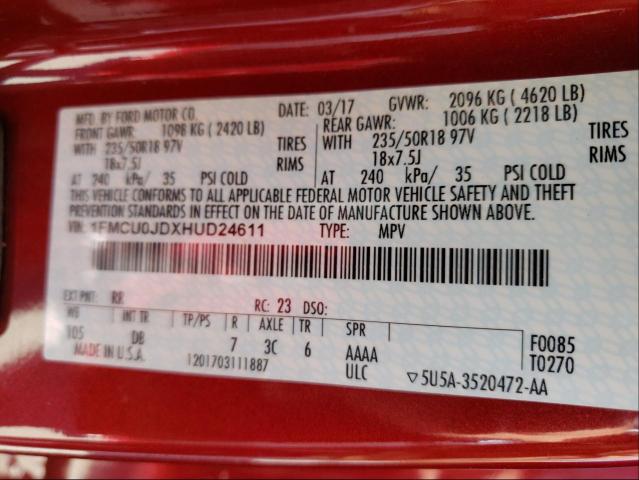 MFD. BY FORD MOTOR CO. DATE: 03/17 GVWR: 2096 KG ( 4620 LB)
FRONT GAWR: 1098 KG ( 2420 LB) REAR GAWR: 1006 KG ( 2218 LB)
WITH 235/50R18 97V TIRES WITH 235/50R18 97V TIRES
18x7.5J RIMS 18x7.5J RIMS
AT 240 kPa/ 35 PSI COLD AT 240 kPa/ 35 PSI COLD
THIS VEHICLE CONFORMS TO ALL APPLICABLE FEDERAL MOTOR VEHICLE SAFETY AND THEFT
PREVENTION STANDARDS IN EFFECT ON THE DATE OF MANUFACTURE SHOWN ABOVE.
VIN: 1FMCU0JDXHUD24611 TYPE: MPV
EXT PNT: RR RC: 23 DSO:
WB INT TR TP/PS R AXLE TR SPR
105 DB 7 3C 6 AAAA F0085
MADE IN U.S.A. 1201703111887 ULC T0270
▽5U5A-3520472-AA